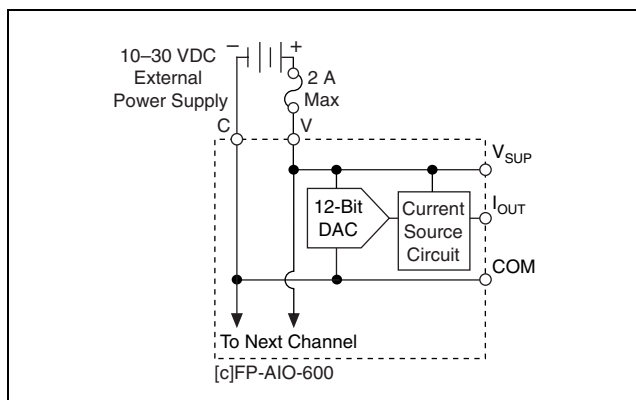 10–30 VDC
External
Power Supply
–
+
2 A
Max
C
V
VSUP
12-Bit
DAC
Current
Source
Circuit
IOUT
COM
To Next Channel
[c]FP-AIO-600